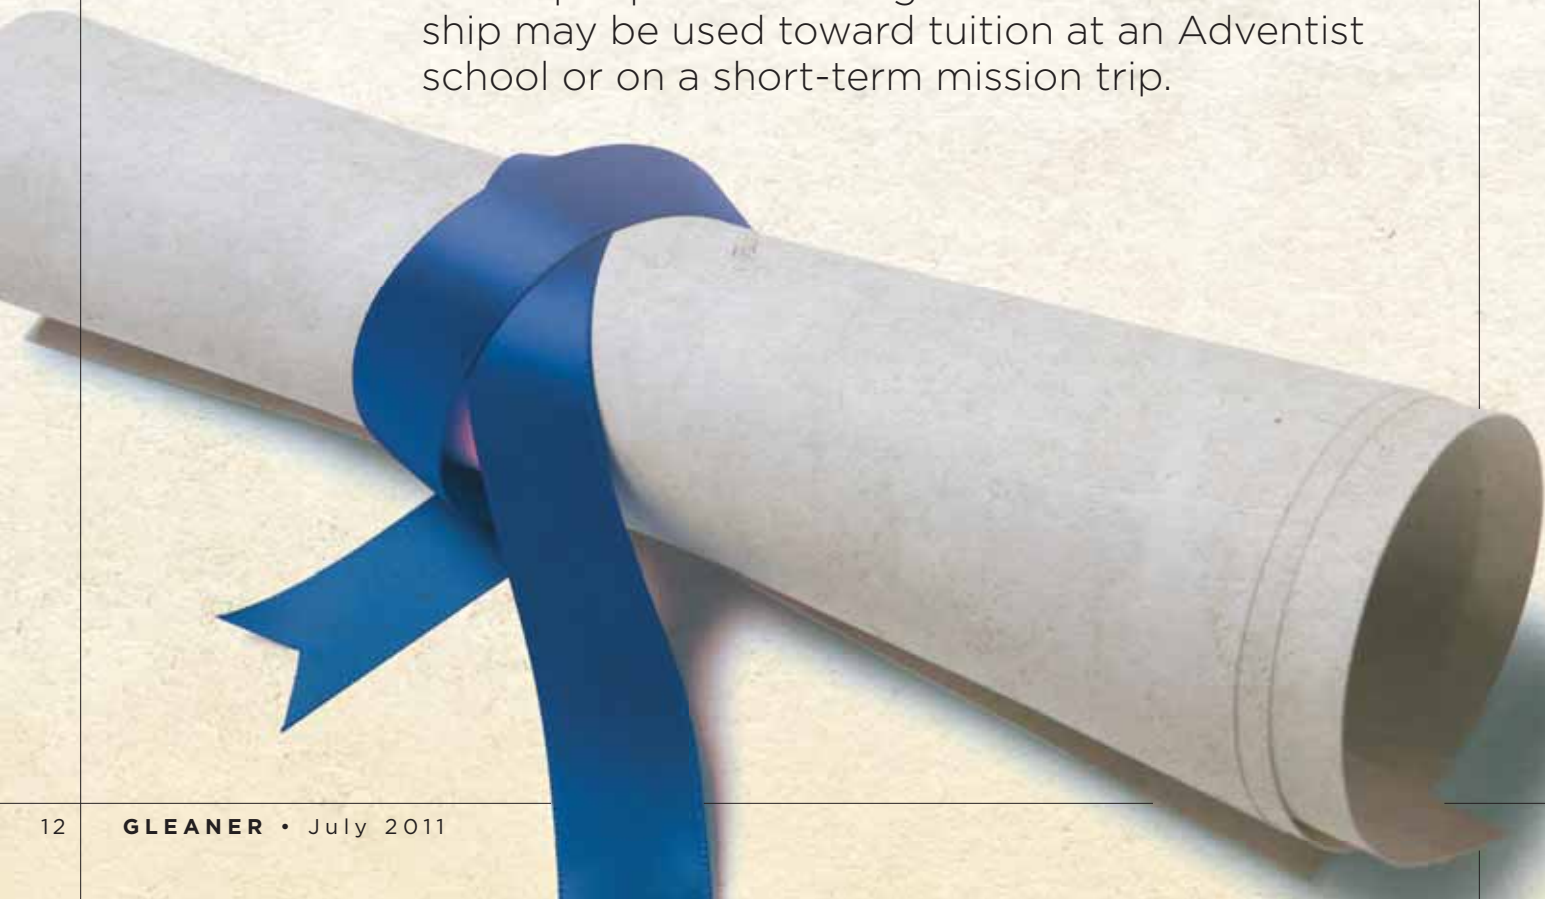 ship may be used toward tuition at an Adventist
school or on a short-term mission trip.
12 GLEANER • July 2011